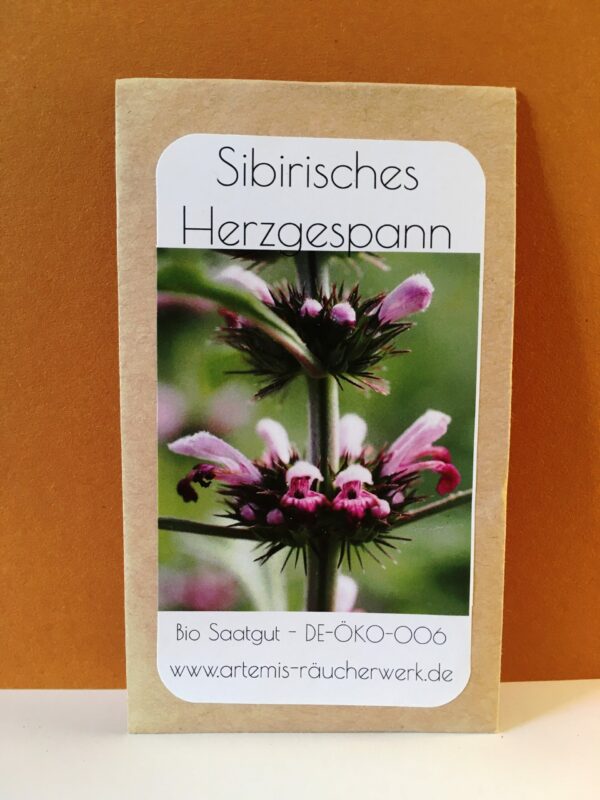 Sibirisches
Herzgespann
Bio Saatgut - DE-ÖKO-006
www.artemis-räucherwerk.de